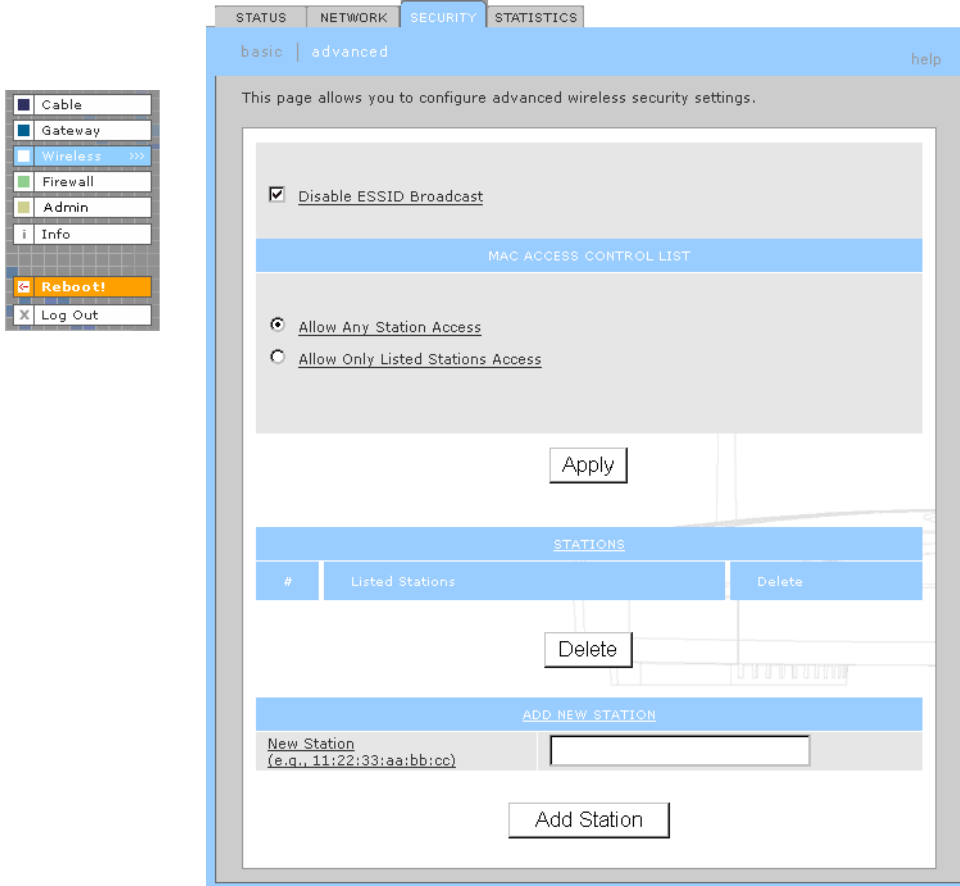 STATUS NETWORK SECURITY STATISTICS
basic | advanced
help
Cable
Gateway
Wireless >>>
Firewall
Admin
i Info
Reboot!
X Log Out
This page allows you to configure advanced wireless security settings.
Disable ESSID Broadcast
MAC ACCESS CONTROL LIST
Allow Any Station Access
Allow Only Listed Stations Access
Apply
STATIONS
# Listed Stations Delete
Delete
ADD NEW STATION
New Station
(e.g., 11:22:33:aa:bb:cc)
Add Station